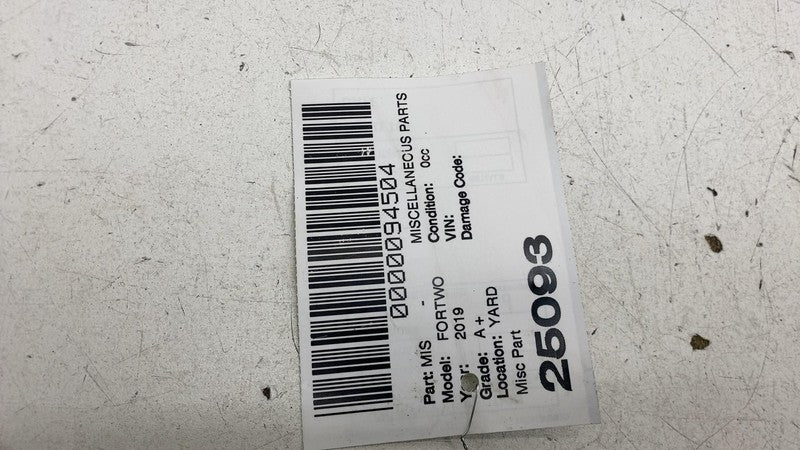 0000094504
Part: MIS - MISCELLANEOUS PARTS
Model: FORTWO Condition: 0cc
Year: 2019 VIN:
Grade: A+ Damage Code:
Location: YARD
Misc Part
25093